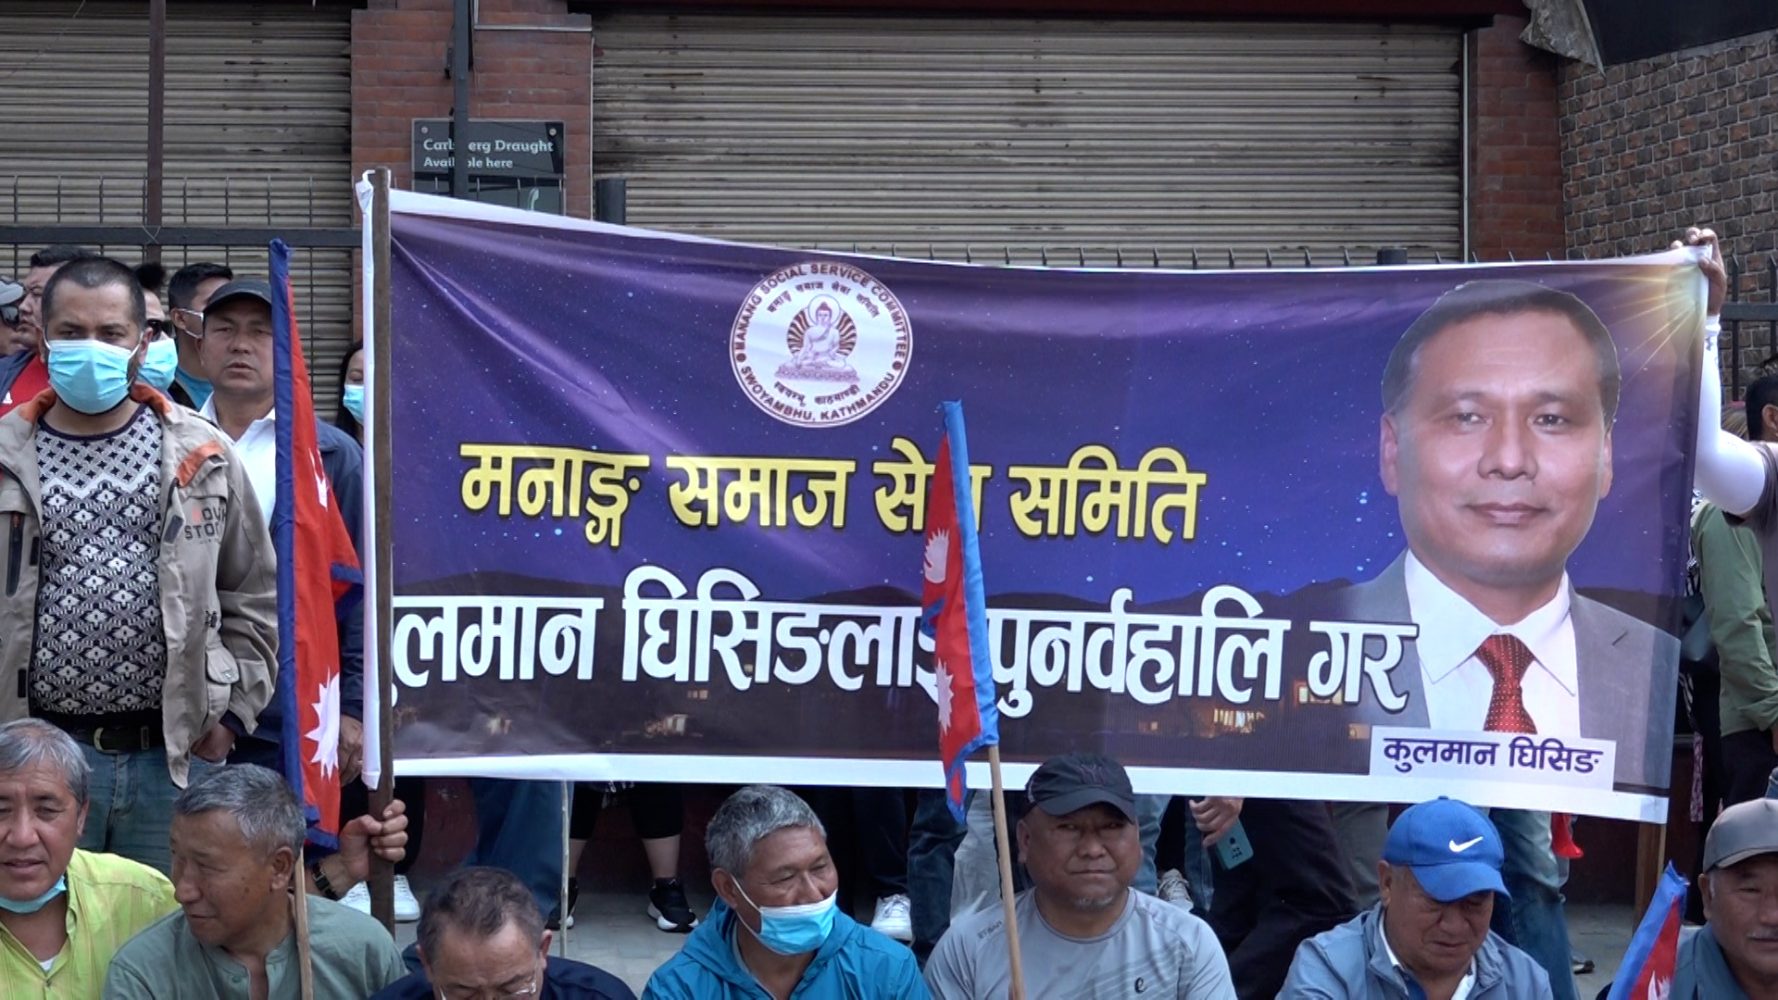 Carlsberg Draught
Available here
MANANG SOCIAL SERVICE COMMITTEE
मनाङ्ग समाज सेवा समिति
स्वयम्भू काठमाण्डौ
SWOYAMBHU, KATHMANDU
मनाङ्ग समाज सेवा समिति
कुलमान घिसिङलाई पुनर्वहालि गर
कुलमान घिसिङ